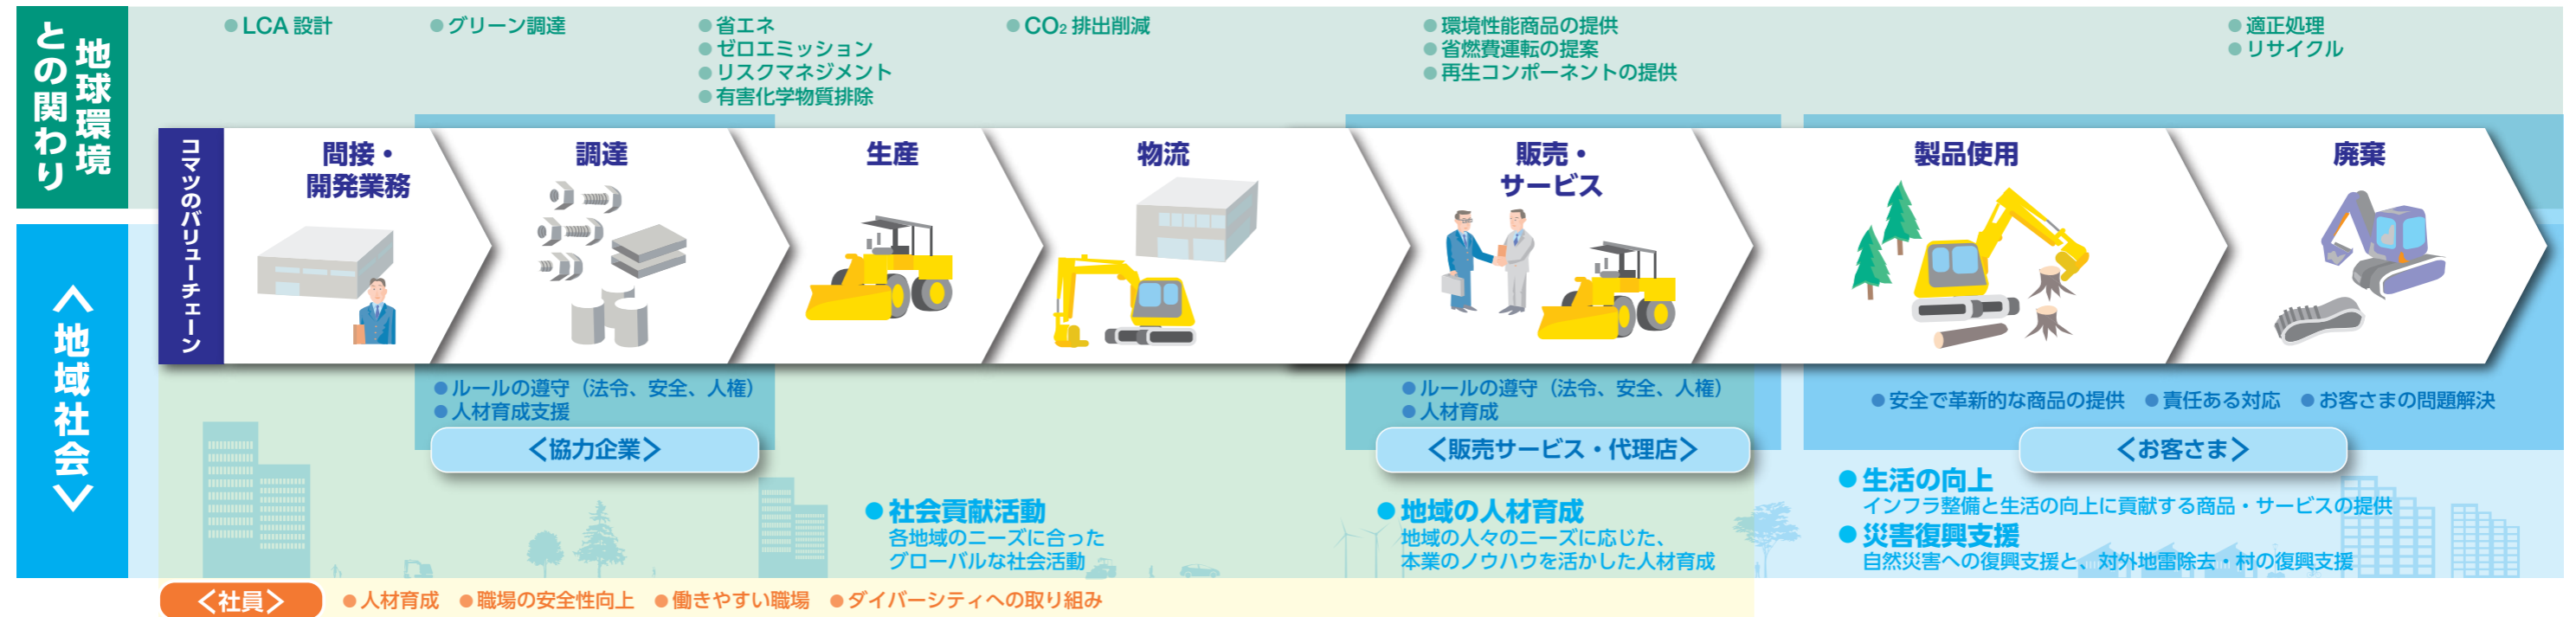 地球環境
との関わり
LCA 設計
グリーン調達
省エネ
ゼロエミッション
リスクマネジメント
有害化学物質排除
CO₂ 排出削減
環境性能商品の提供
省燃費運転の提案
再生コンポーネントの提供
適正処理
リサイクル
コマツのバリューチェーン
間接・
開発業務
調達
生産
物流
販売・
サービス
製品使用
廃棄
<地域社会>
ルールの遵守（法令、安全、人権）
人材育成支援
<協力企業>
ルールの遵守（法令、安全、人権）
人材育成
<販売サービス・代理店>
安全で革新的な商品の提供
責任ある対応
お客さまの問題解決
<お客さま>
社会貢献活動
各地域のニーズに合った
グローバルな社会活動
地域の人材育成
地域の人々のニーズに応じた、
本業のノウハウを活かした人材育成
生活の向上
インフラ整備と生活の向上に貢献する商品・サービスの提供
災害復興支援
自然災害への復興支援と、対外地雷除去・村の復興支援
<社員>
人材育成
職場の安全性向上
働きやすい職場
ダイバーシティへの取り組み